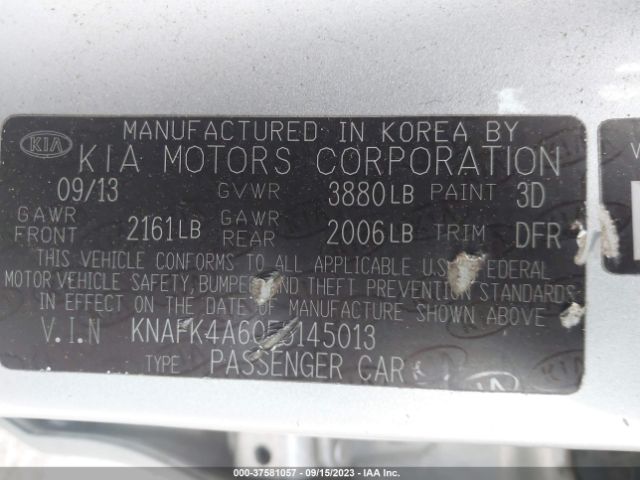 KIA
MANUFACTURED IN KOREA BY
KIA MOTORS CORPORATION
09/13 GVWR 3880LB PAINT 3D
GAWR FRONT 2161LB GAWR REAR 2006LB TRIM DFR
THIS VEHICLE CONFORMS TO ALL APPLICABLE U.S. FEDERAL
MOTOR VEHICLE SAFETY, BUMPER AND THEFT PREVENTION STANDARDS
IN EFFECT ON THE DATE OF MANUFACTURE SHOWN ABOVE
V.I.N KNAFK4A60E5145013
TYPE PASSENGER CAR
000-37581057 - 09/15/2023 - IAA Inc.